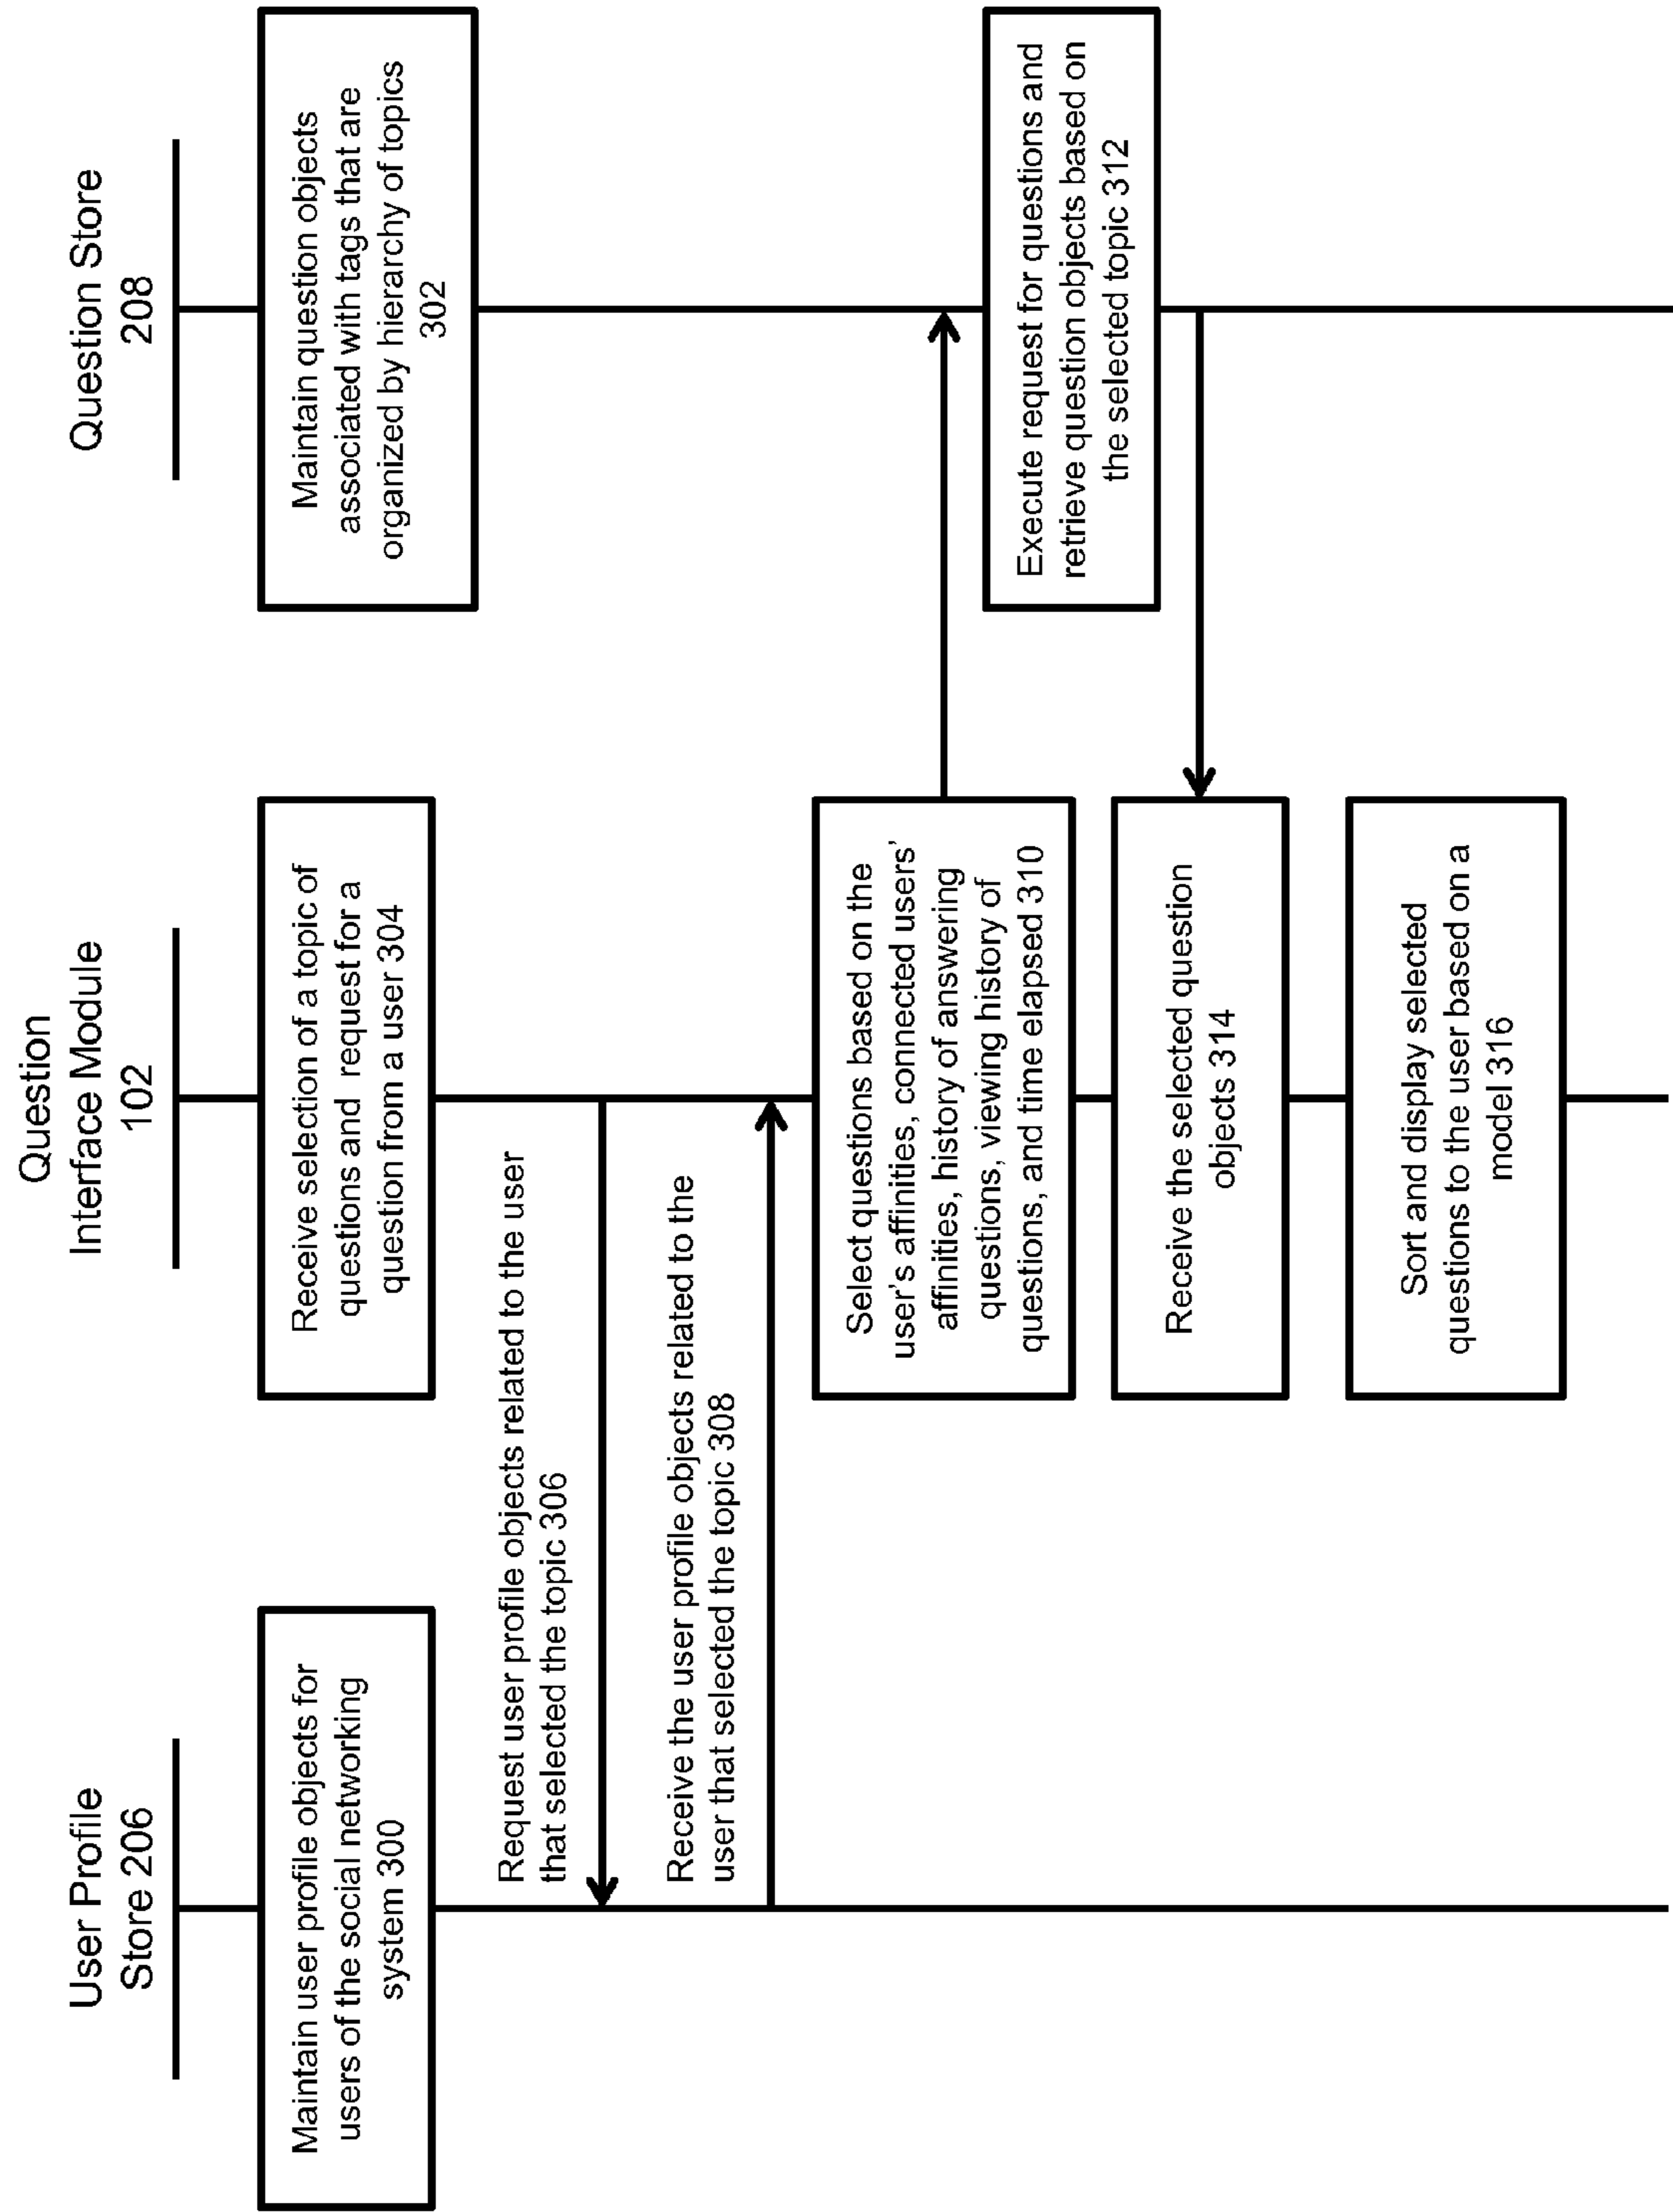 User Profile
Store 206
Question
Interface Module
102
Question Store
208
Maintain user profile objects for
users of the social networking
system 300
Receive selection of a topic of
questions and request for a
question from a user 304
Maintain question objects
associated with tags that are
organized by hierarchy of topics
302
Request user profile objects related to the user
that selected the topic 306
Receive the user profile objects related to the
user that selected the topic 308
Select questions based on the
user's affinities, connected users'
affinities, history of answering
questions, viewing history of
questions, and time elapsed 310
Execute request for questions and
retrieve question objects based on
the selected topic 312
Receive the selected question
objects 314
Sort and display selected
questions to the user based on a
model 316